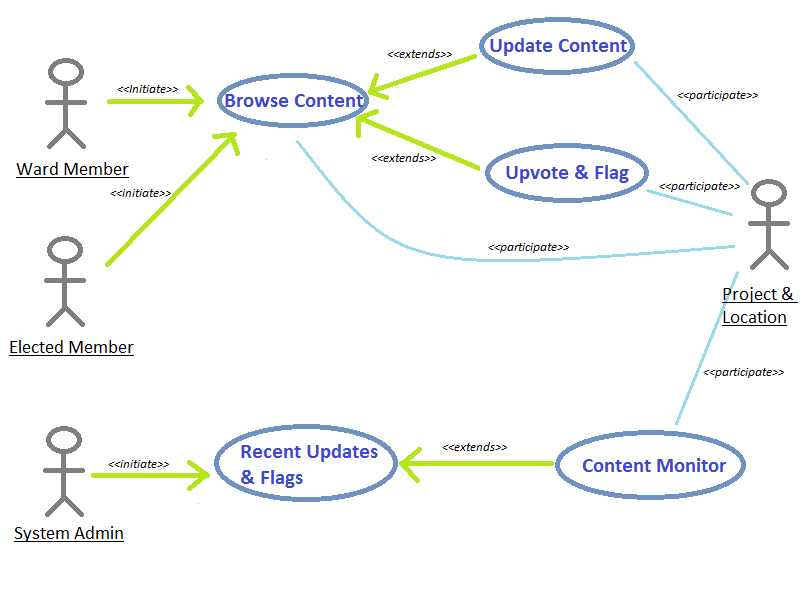 <<extends>>
Update Content
<<Initiate>>
Browse Content
<<participate>>
Ward Member
<<extends>>
Upvote & Flag
<<participate>>
<<initiate>>
<<participate>>
Project &
Location
Elected Member
<<participate>>
<<initiate>>
Recent Updates
& Flags
<<extends>>
Content Monitor
System Admin